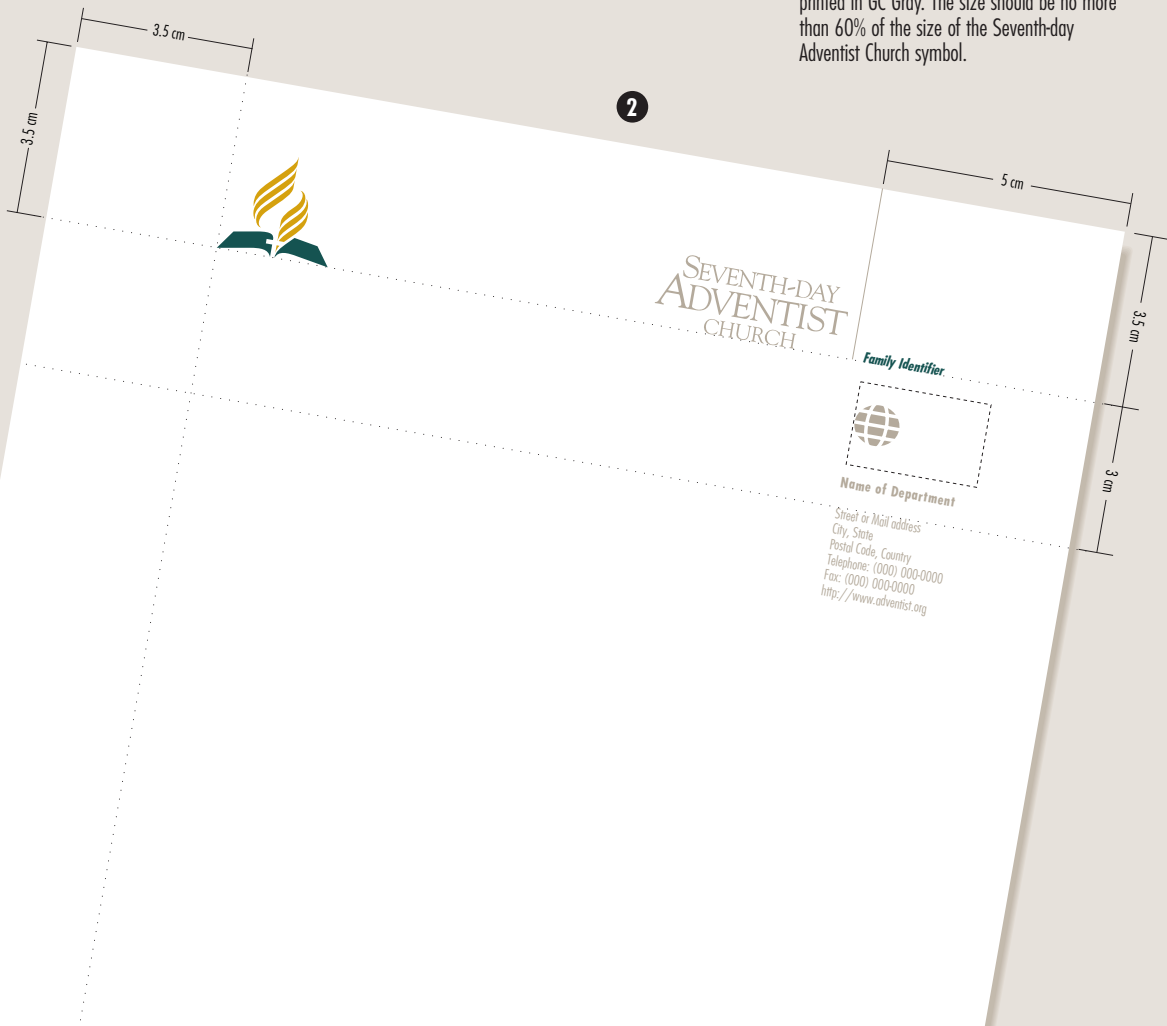 printed in GC Gray. The size should be no more
than 60% of the size of the Seventh-day
Adventist Church symbol.
3.5 cm
3.5 cm
2
5 cm
3.5 cm
3 cm
SEVENTH-DAY
ADVENTIST
CHURCH
Family Identifier
Name of Department
Street or Mail address
City, State
Postal Code, Country
Telephone: (000) 000-0000
Fax: (000) 000-0000
http://www.adventist.org